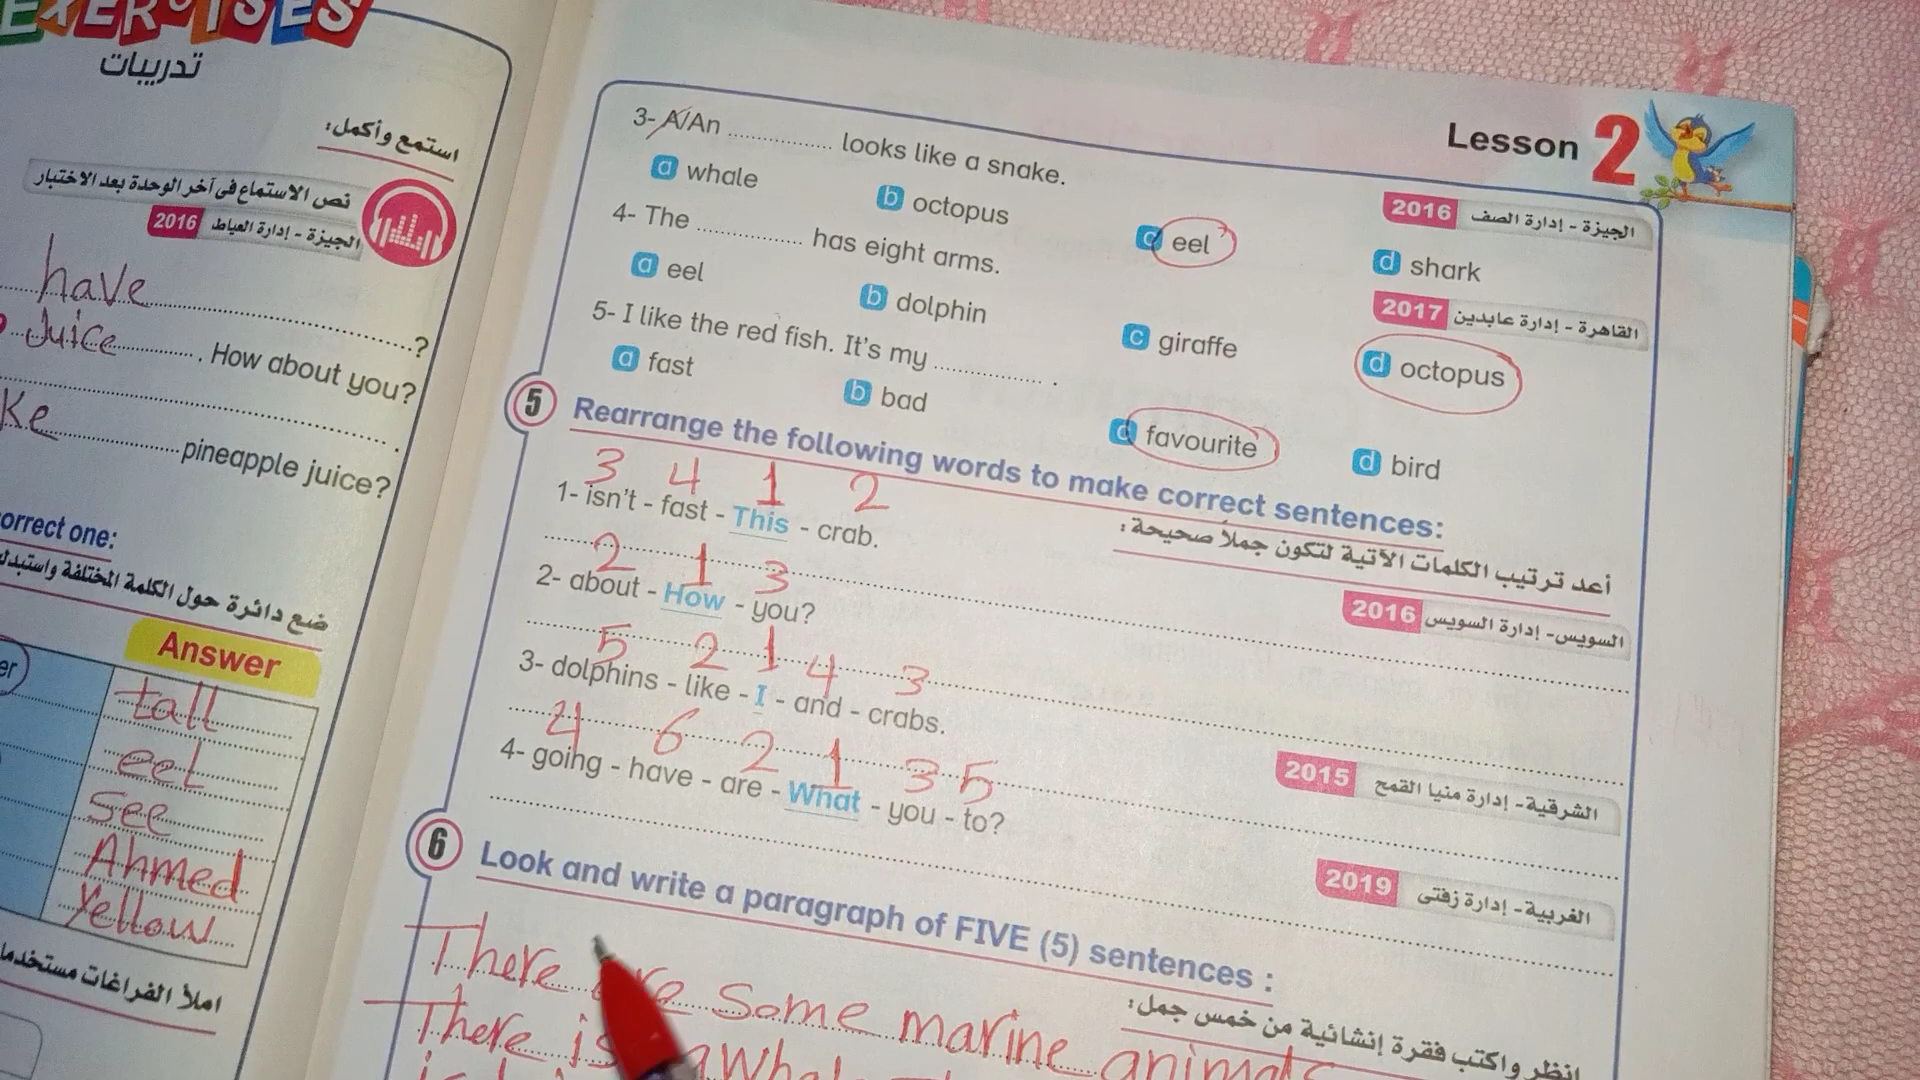 EXERCISES
تدريبات
استمع وأكمل:
نص الاستماع فى آخر الوحدة بعد الاختبار
الجيزة - إدارة العياط 2016
have ?
Juice . How about you?
.
ke pineapple juice?
orrect one:
ضع دائرة حول الكلمة المختلفة واستبدل
Answer
er
tall
eel
see
Ahmed
Yellow
املأ الفراغات مستخدما
Lesson 2
3- A/An ............... looks like a snake.
الجيزة - إدارة الصف 2016
a whale b octopus c eel d shark
4- The ............... has eight arms.
القاهرة - إدارة عابدين 2017
a eel b dolphin c giraffe d octopus
5- I like the red fish. It's my ............... .
a fast b bad c favourite d bird
5 Rearrange the following words to make correct sentences:
أعد ترتيب الكلمات الآتية لتكون جملاً صحيحة:
3 4 1 2
1- isn't - fast - This - crab.
السويس - إدارة السويس 2016
2 1 3
2- about - How - you?
5 2 1 4 3
3- dolphins - like - I - and - crabs.
الشرقية - إدارة منيا القمح 2015
4 6 2 1 3 5
4- going - have - are - What - you - to?
الغربية - إدارة زفتى 2019
6 Look and write a paragraph of FIVE (5) sentences :
انظر واكتب فقرة إنشائية من خمس جمل:
There are some marine animals
There is a